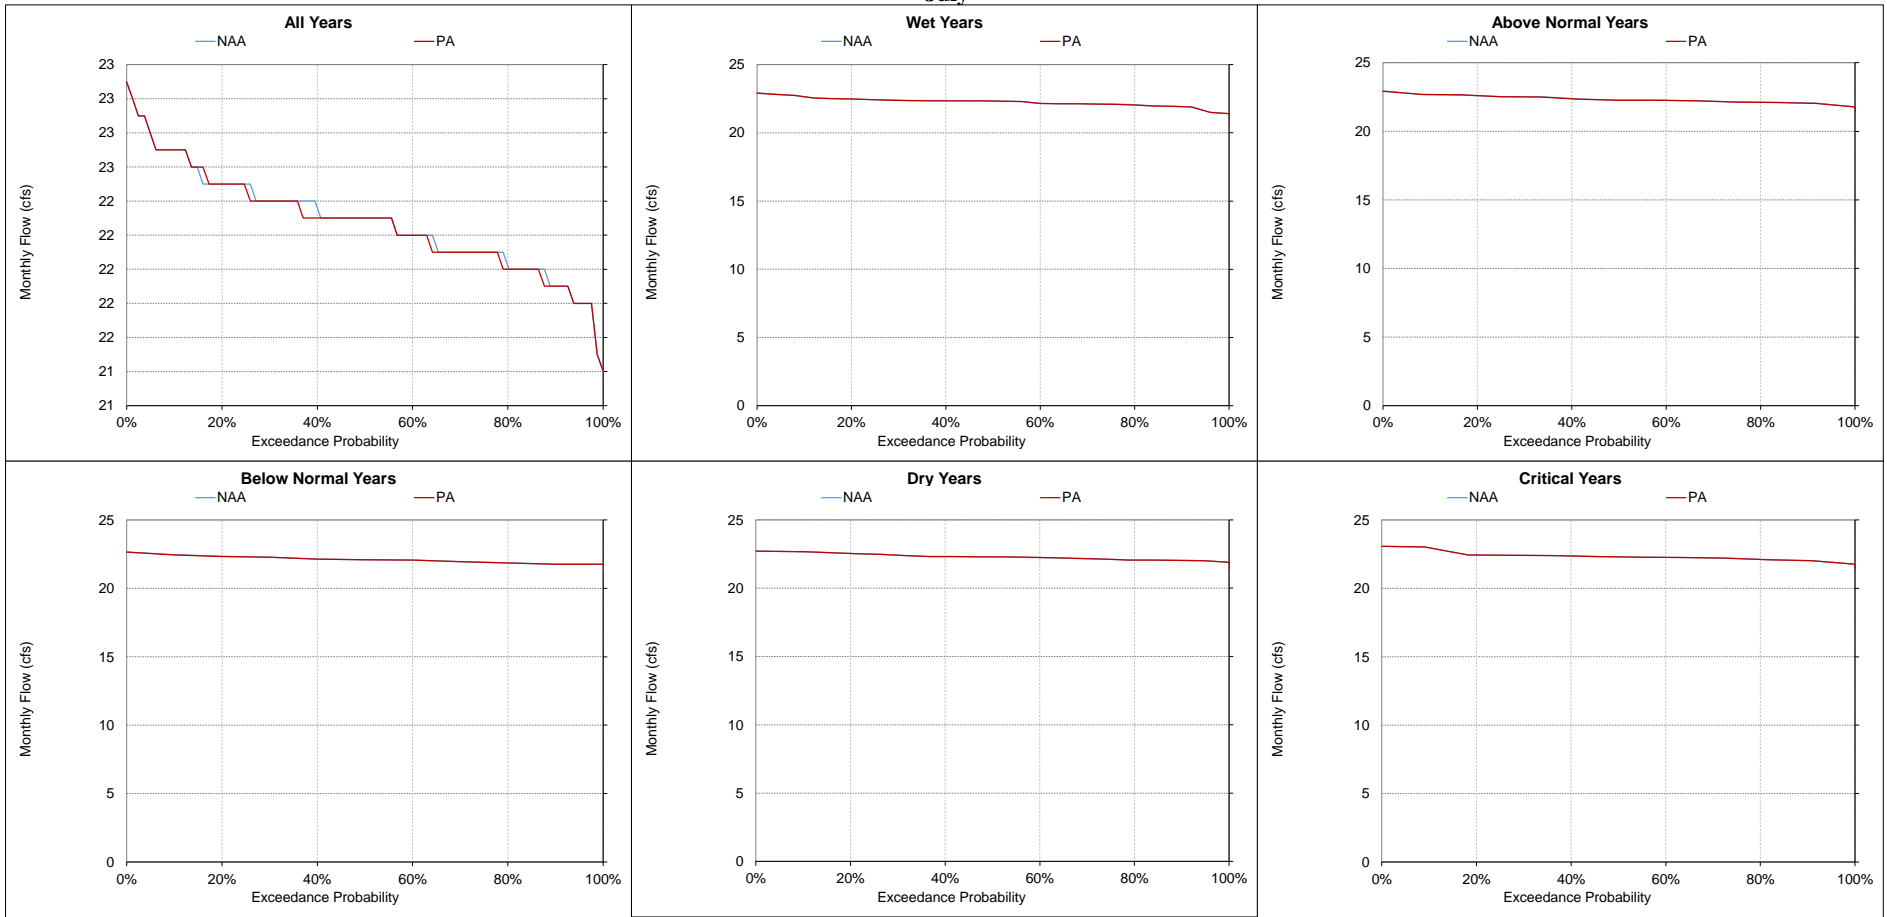 All Years
NAA PA
23
23
23
23
22
22
22
22
22
21
21
Monthly Flow (cfs)
0% 20% 40% 60% 80% 100%
Exceedance Probability
Wet Years
NAA PA
25
20
15
10
5
0
Monthly Flow (cfs)
0% 20% 40% 60% 80% 100%
Exceedance Probability
Above Normal Years
NAA PA
25
20
15
10
5
0
Monthly Flow (cfs)
0% 20% 40% 60% 80% 100%
Exceedance Probability
Below Normal Years
NAA PA
25
20
15
10
5
0
Monthly Flow (cfs)
0% 20% 40% 60% 80% 100%
Exceedance Probability
Dry Years
NAA PA
25
20
15
10
5
0
Monthly Flow (cfs)
0% 20% 40% 60% 80% 100%
Exceedance Probability
Critical Years
NAA PA
25
20
15
10
5
0
Monthly Flow (cfs)
0% 20% 40% 60% 80% 100%
Exceedance Probability